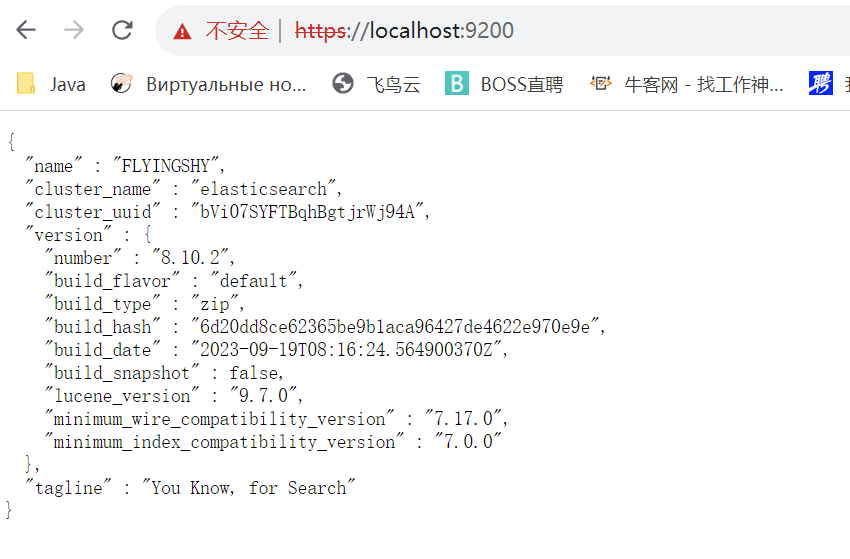 不安全 | https://localhost:9200
Java Виртуальные но... 飞鸟云 BOSS直聘 牛客网 - 找工作神... 聘
{
"name" : "FLYINGSHY",
"cluster_name" : "elasticsearch",
"cluster_uuid" : "bVi07SYFTBqhBgtjrWj94A",
"version" : {
"number" : "8.10.2",
"build_flavor" : "default",
"build_type" : "zip",
"build_hash" : "6d20dd8ce62365be9b1aca96427de4622e970e9e",
"build_date" : "2023-09-19T08:16:24.564900370Z",
"build_snapshot" : false,
"lucene_version" : "9.7.0",
"minimum_wire_compatibility_version" : "7.17.0",
"minimum_index_compatibility_version" : "7.0.0"
},
"tagline" : "You Know, for Search"
}